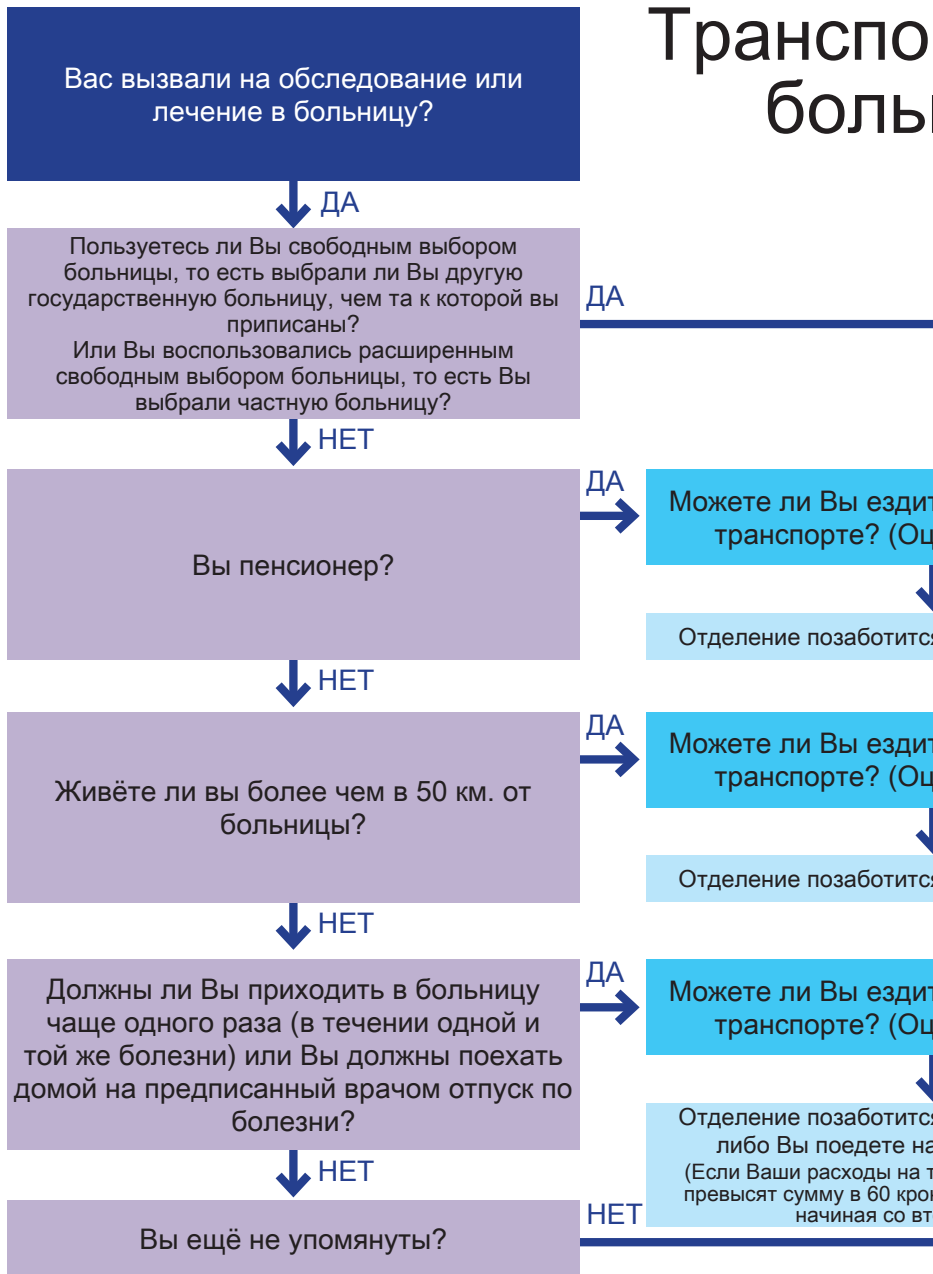 Транспо
боль
Вас вызвали на обследование или
лечение в больницу?
ДА
Пользуетесь ли Вы свободным выбором
больницы, то есть выбрали ли Вы другую
государственную больницу, чем та к которой вы
приписаны?
Или Вы воспользовались расширенным
свободным выбором больницы, то есть Вы
выбрали частную больницу?
ДА
НЕТ
Вы пенсионер?
ДА
Можете ли Вы ездит
транспорте? (Оц
Отделение позаботится
НЕТ
Живёте ли вы более чем в 50 км. от
больницы?
ДА
Можете ли Вы ездит
транспорте? (Оц
Отделение позаботится
НЕТ
Должны ли Вы приходить в больницу
чаще одного раза (в течении одной и
той же болезни) или Вы должны поехать
домой на предписанный врачом отпуск по
болезни?
ДА
Можете ли Вы ездит
транспорте? (Оц
Отделение позаботится
либо Вы поедете на
(Если Ваши расходы на т
превысят сумму в 60 крон
начиная со вт
НЕТ
Вы ещё не упомянуты?
НЕТ